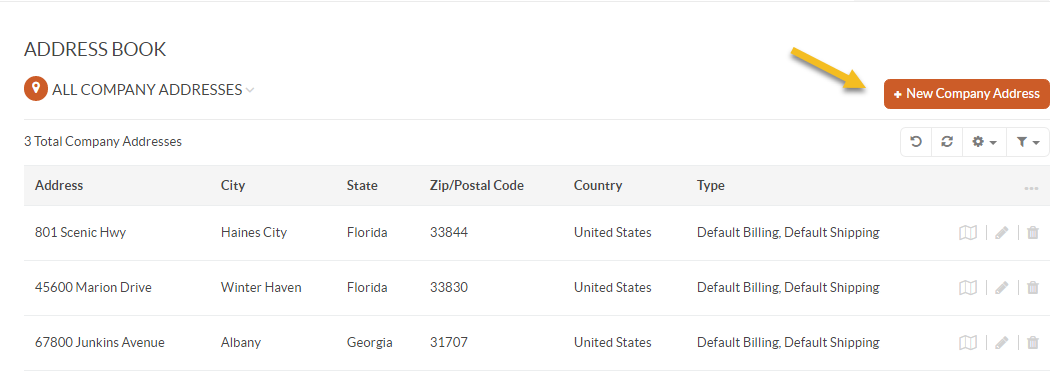 ADDRESS BOOK
ALL COMPANY ADDRESSES
+ New Company Address
3 Total Company Addresses
Address City State Zip/Postal Code Country Type ...
801 Scenic Hwy Haines City Florida 33844 United States Default Billing, Default Shipping
45600 Marion Drive Winter Haven Florida 33830 United States Default Billing, Default Shipping
67800 Junkins Avenue Albany Georgia 31707 United States Default Billing, Default Shipping